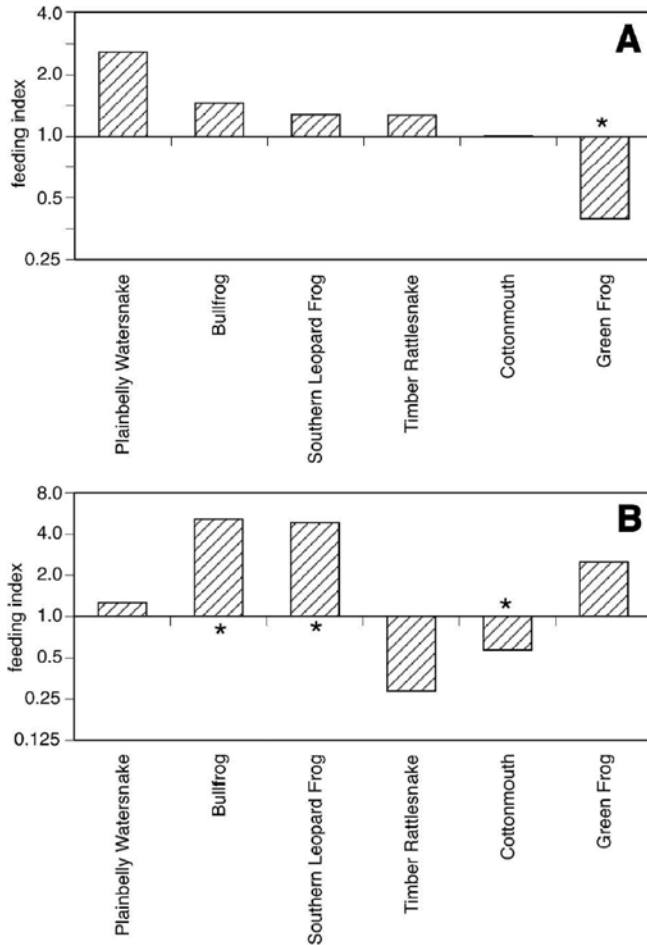 A
feeding index
4.0
2.0
1.0
0.5
0.25
*
Plainbelly Watersnake
Bullfrog
Southern Leopard Frog
Timber Rattlesnake
Cottonmouth
Green Frog
B
feeding index
8.0
4.0
2.0
1.0
0.5
0.25
0.125
*
*
*
Plainbelly Watersnake
Bullfrog
Southern Leopard Frog
Timber Rattlesnake
Cottonmouth
Green Frog